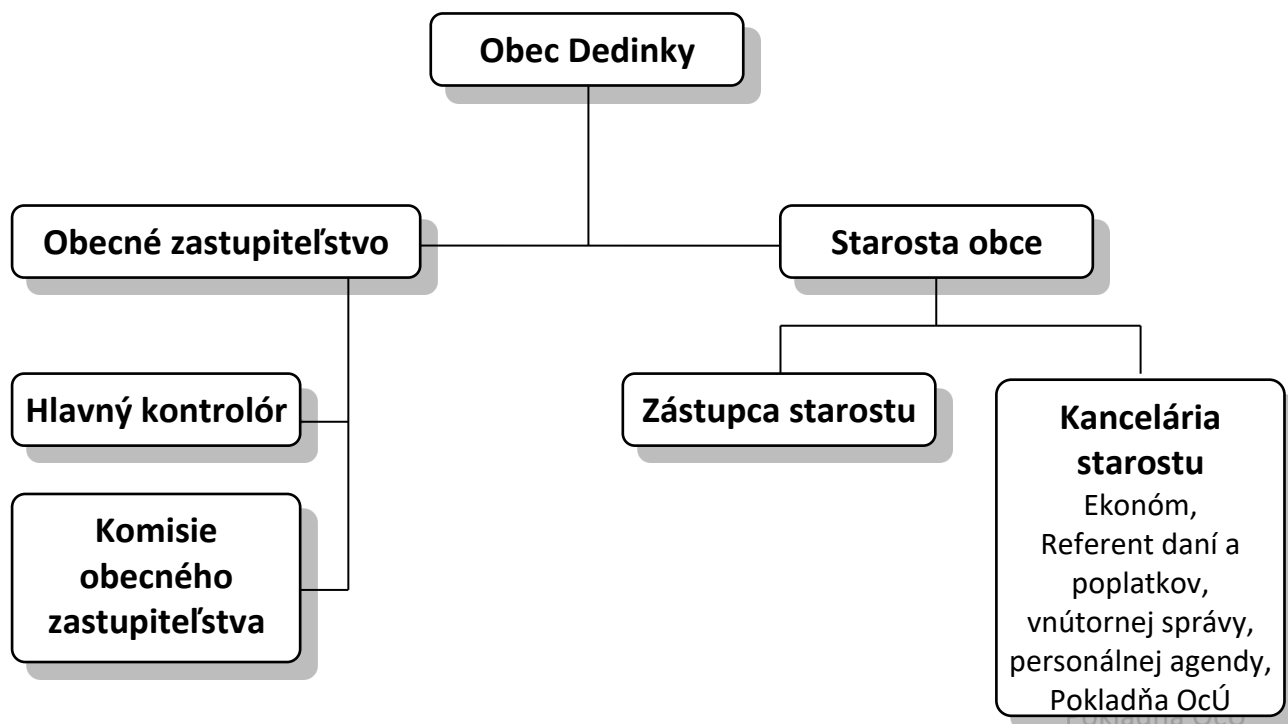 Obec Dedinky
Obecné zastupiteľstvo
Starosta obce
Hlavný kontrolór
Zástupca starostu
Komisie
obecného
zastupiteľstva
Kancelária
starostu
Ekonóm,
Referent daní a
poplatkov,
vnútornej správy,
personálnej agendy,
Pokladňa OcÚ